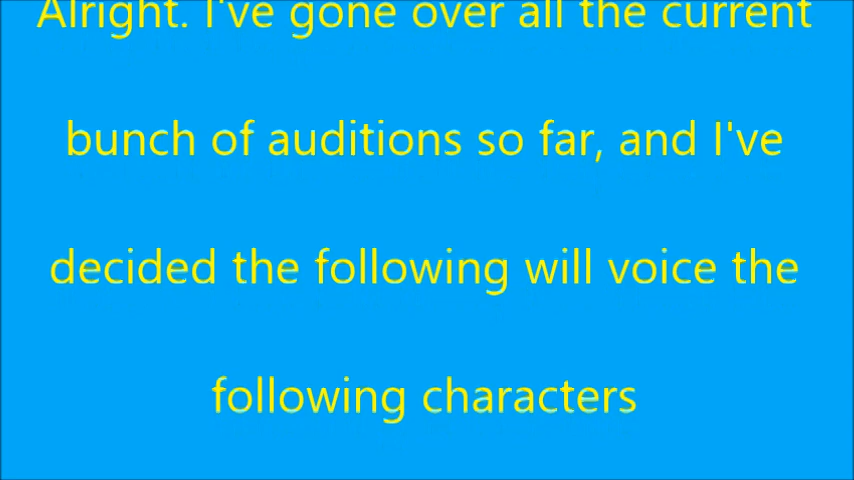 Alright. I've gone over all the current
bunch of auditions so far, and I've
decided the following will voice the
following characters